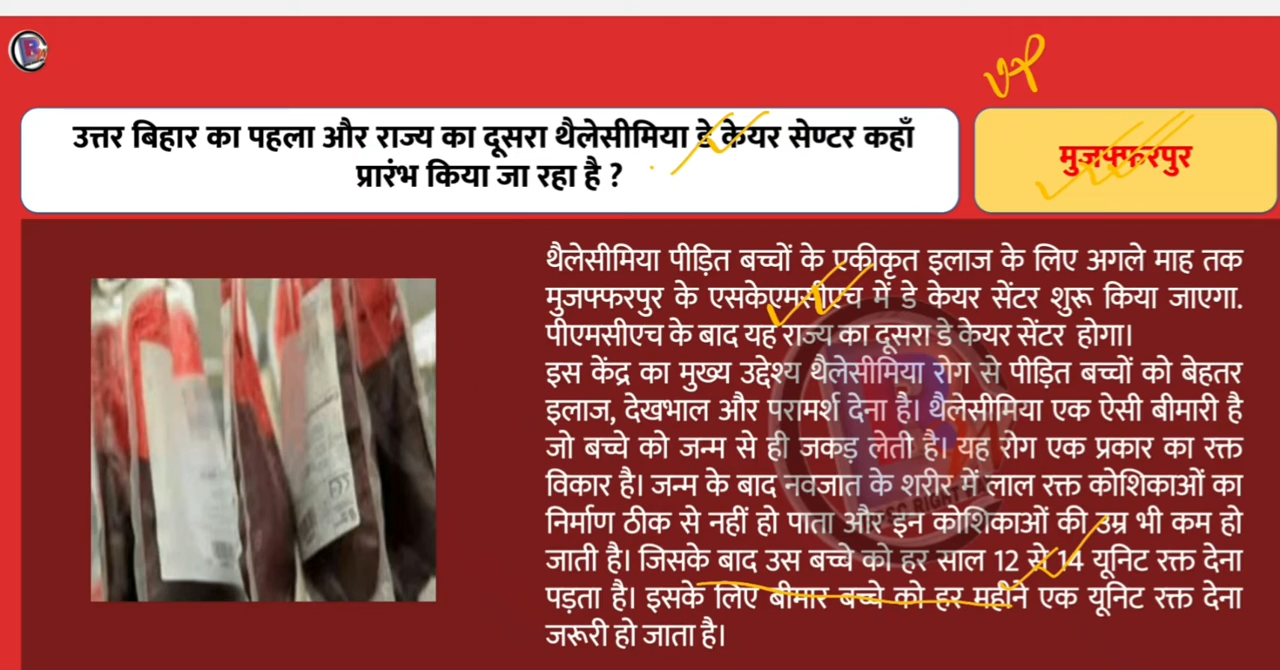 उत्तर बिहार का पहला और राज्य का दूसरा थैलेसीमिया डे केयर सेण्टर कहाँ
प्रारंभ किया जा रहा है ?
मुजफ्फरपुर
थैलेसीमिया पीड़ित बच्चों के एकीकृत इलाज के लिए अगले माह तक
मुजफ्फरपुर के एसकेएमसीएच में डे केयर सेंटर शुरू किया जाएगा.
पीएमसीएच के बाद यह राज्य का दूसरा डे केयर सेंटर होगा।
इस केंद्र का मुख्य उद्देश्य थैलेसीमिया रोग से पीड़ित बच्चों को बेहतर
इलाज, देखभाल और परामर्श देना है। थैलेसीमिया एक ऐसी बीमारी है
जो बच्चे को जन्म से ही जकड़ लेती है। यह रोग एक प्रकार का रक्त
विकार है। जन्म के बाद नवजात के शरीर में लाल रक्त कोशिकाओं का
निर्माण ठीक से नहीं हो पाता और इन कोशिकाओं की उम्र भी कम हो
जाती है। जिसके बाद उस बच्चे को हर साल 12 से 14 यूनिट रक्त देना
पड़ता है। इसके लिए बीमार बच्चे को हर महीने एक यूनिट रक्त देना
जरूरी हो जाता है।